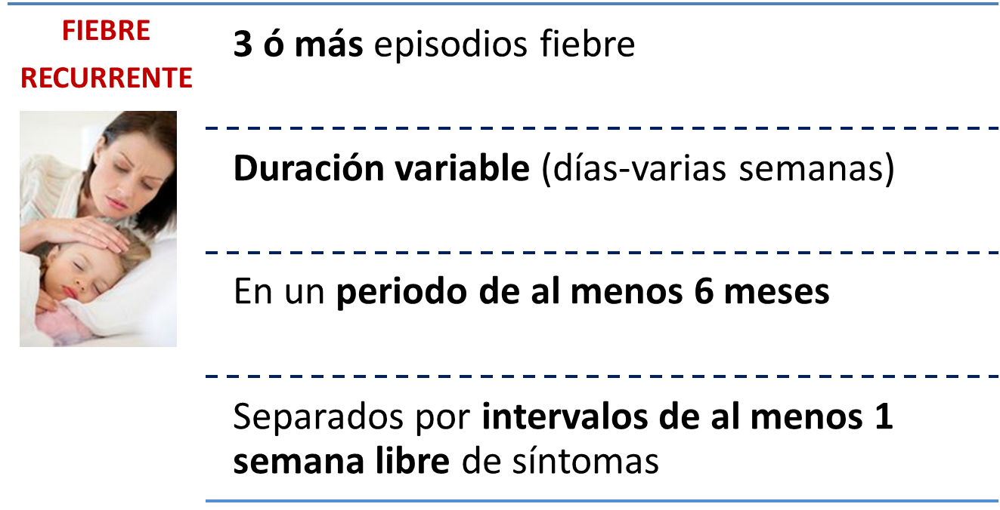 FIEBRE
RECURRENTE
3 ó más episodios fiebre
Duración variable (días-varias semanas)
En un periodo de al menos 6 meses
Separados por intervalos de al menos 1
semana libre de síntomas